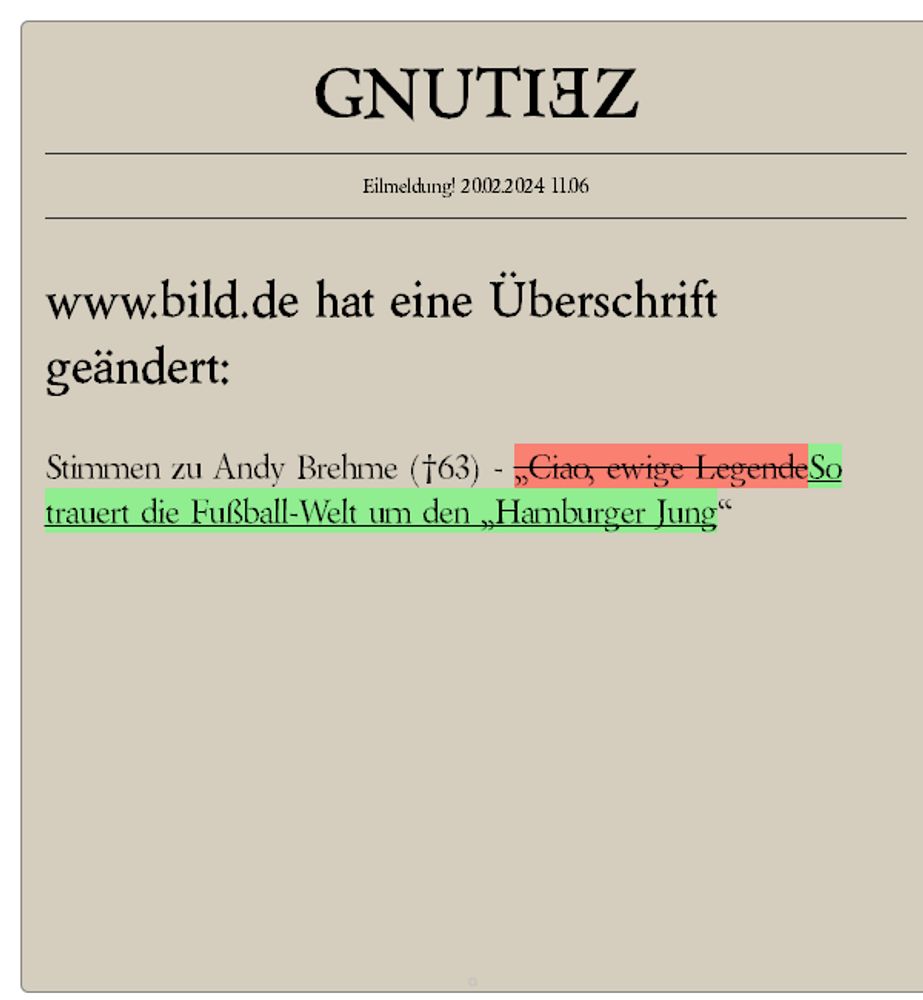 GNUTIƎZ
Eilmeldung! 20.02.2024 11.06
www.bild.de hat eine Überschrift
geändert:
Stimmen zu Andy Brehme (†63) - „Ciao, ewige LegendeSo
trauert die Fußball-Welt um den „Hamburger Jung“